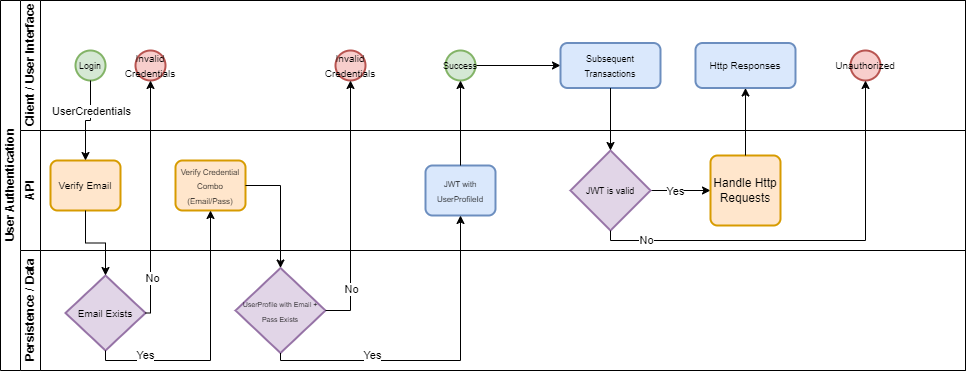 User Authentication
Client / User Interface
Login
Invalid
Credentials
Invalid
Credentials
Success
Subsequent
Transactions
Http Responses
Unauthorized
UserCredentials
API
Verify Email
Verify Credential
Combo
(Email/Pass)
JWT with
UserProfileId
JWT is valid
Yes
Handle Http
Requests
No
Persistence / Data
Email Exists
No
Yes
UserProfile with Email +
Pass Exists
No
Yes